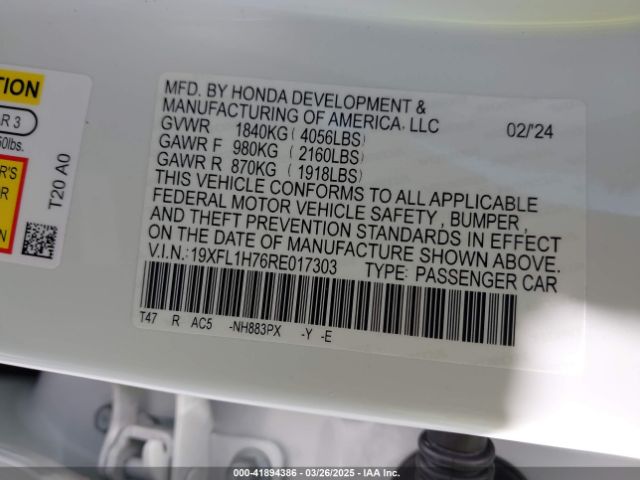 TION
R 3
50lbs.
R'S
OR
N
T20 A0
MFD. BY HONDA DEVELOPMENT &
MANUFACTURING OF AMERICA, LLC
GVWR 1840KG (4056LBS) 02/'24
GAWR F 980KG (2160LBS)
GAWR R 870KG (1918LBS)
THIS VEHICLE CONFORMS TO ALL APPLICABLE
FEDERAL MOTOR VEHICLE SAFETY, BUMPER,
AND THEFT PREVENTION STANDARDS IN EFFECT
ON THE DATE OF MANUFACTURE SHOWN ABOVE.
V.I.N.:19XFL1H76RE017303 TYPE: PASSENGER CAR
T47 R AC5 -NH883PX -Y -E
000-41894386 - 03/26/2025 - IAA Inc.